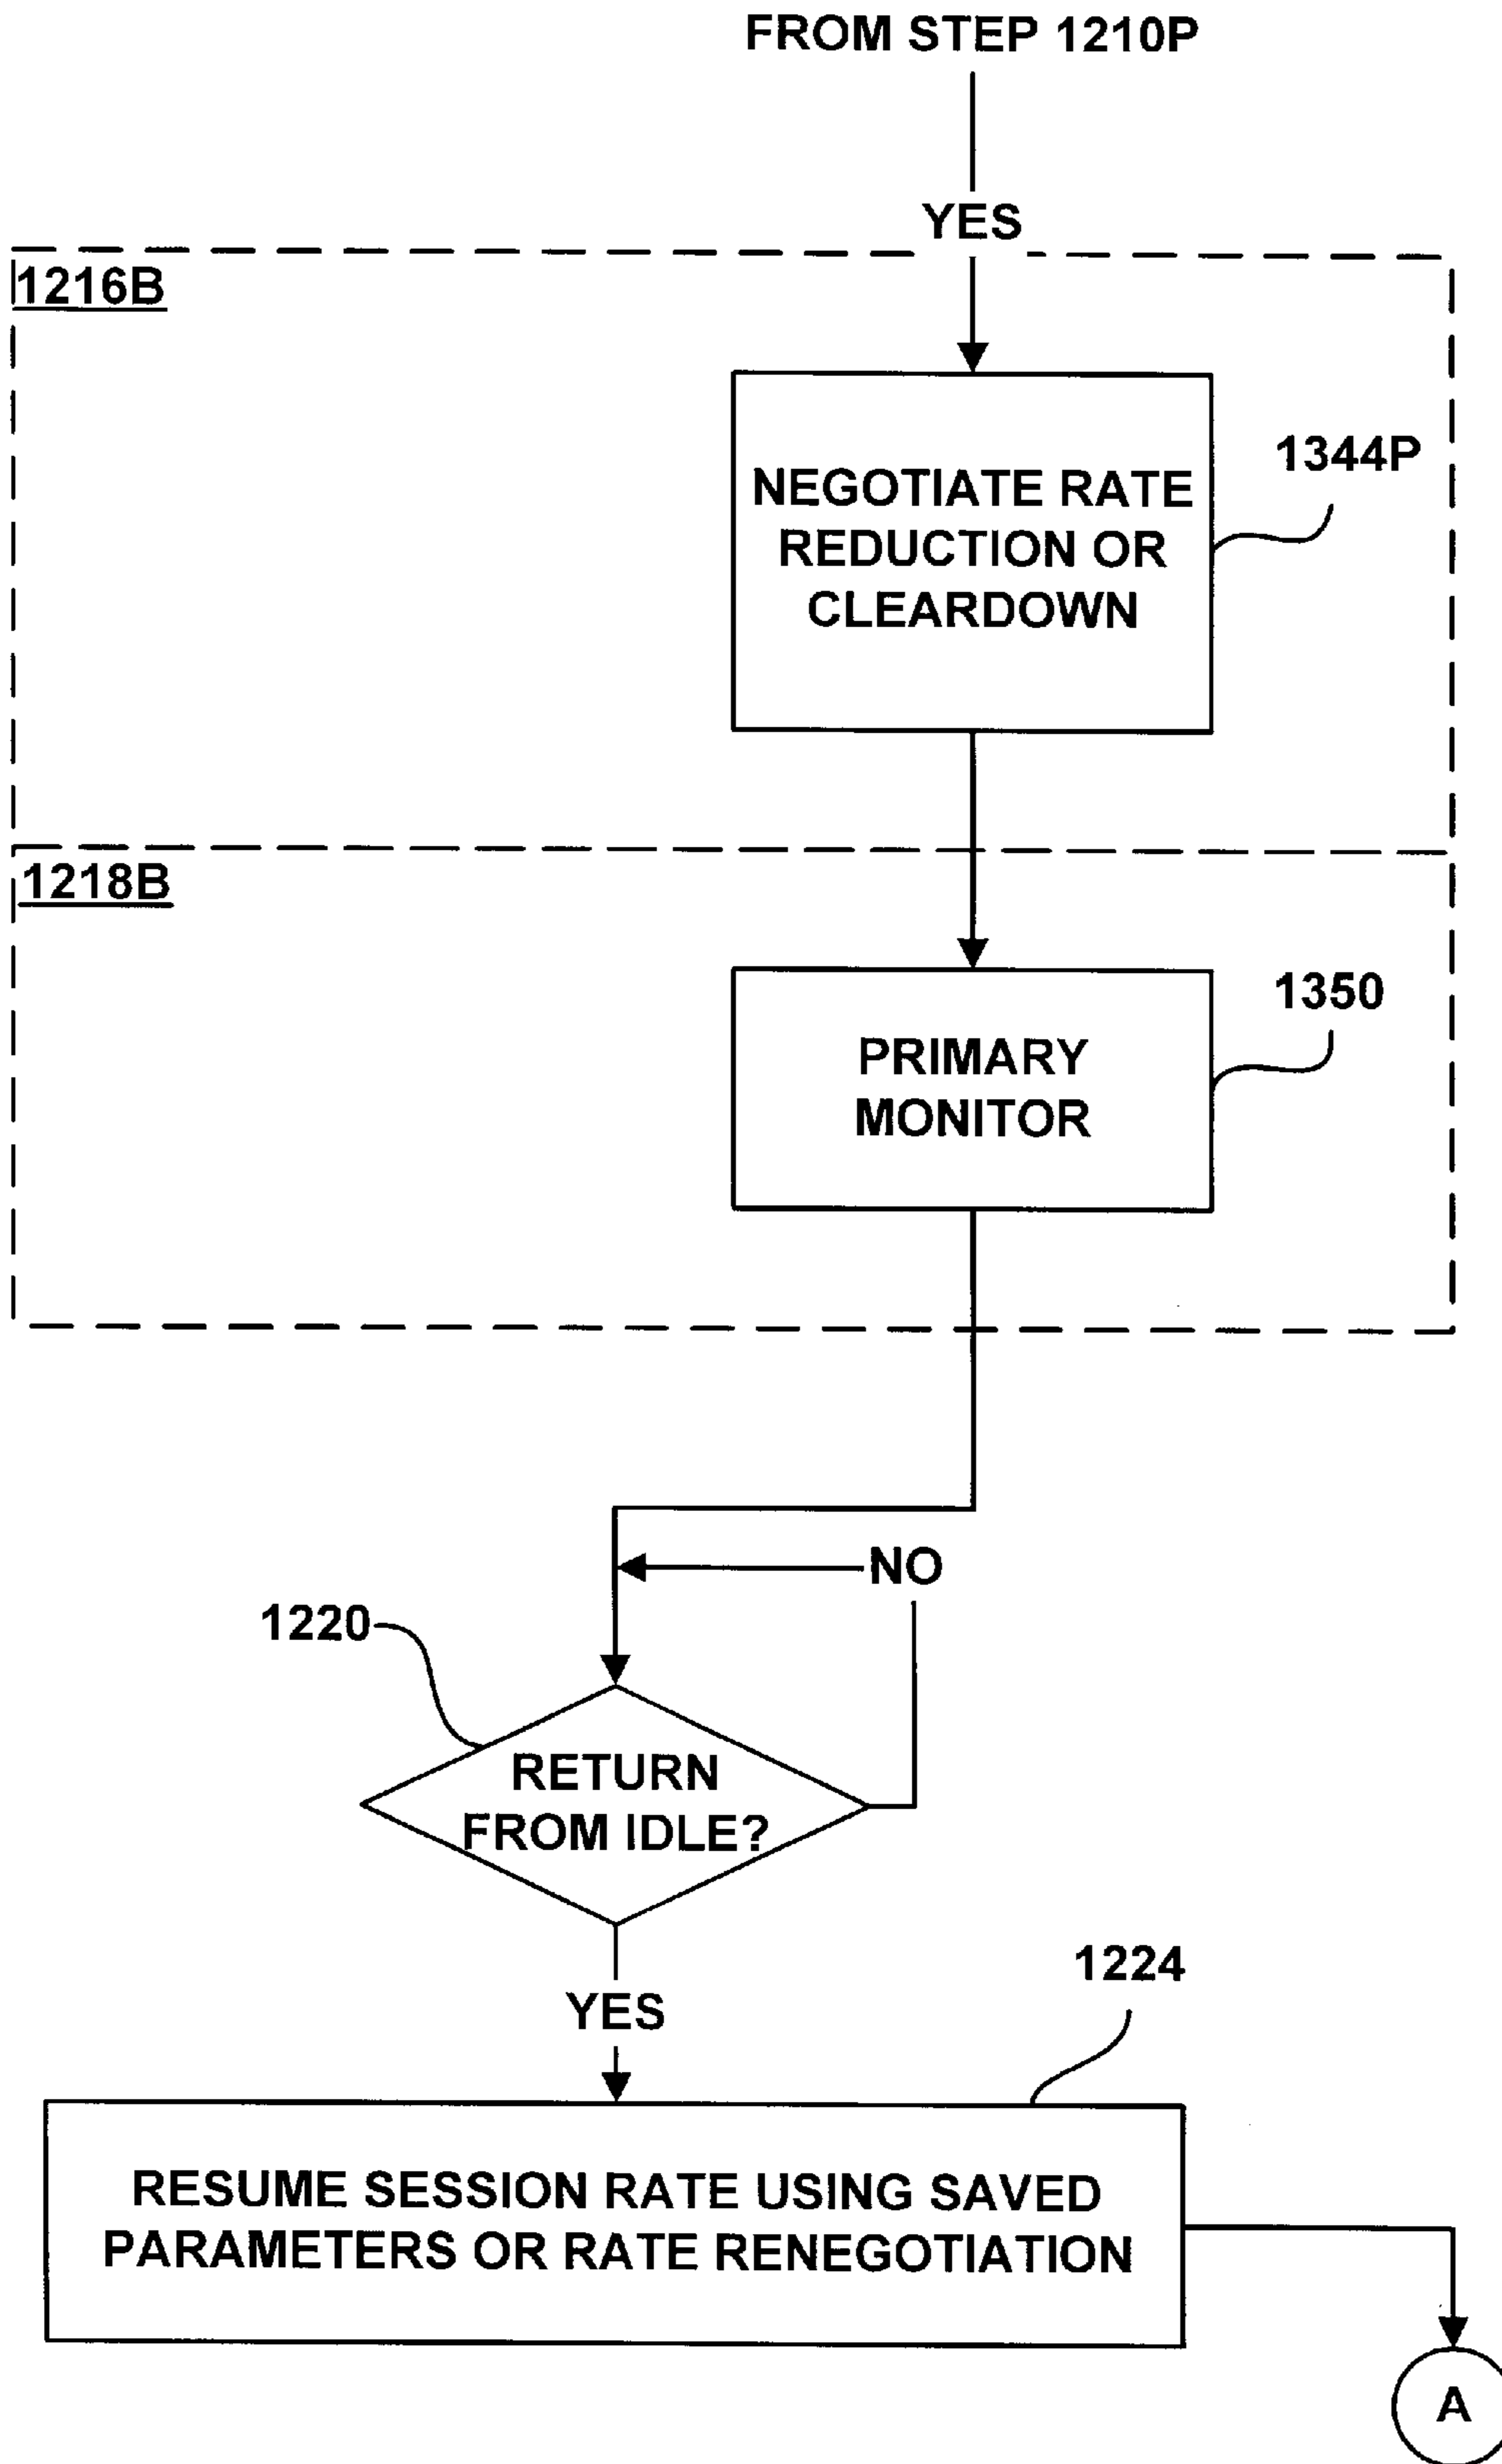 FROM STEP 1210P
YES
1216B
1344P
NEGOTIATE RATE
REDUCTION OR
CLEARDOWN
1218B
1350
PRIMARY
MONITOR
NO
1220
RETURN
FROM IDLE?
YES
1224
RESUME SESSION RATE USING SAVED
PARAMETERS OR RATE RENEGOTIATION
A